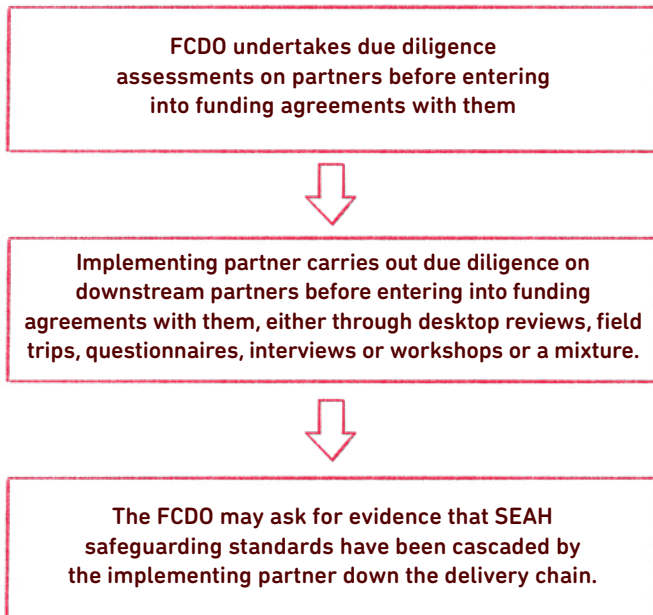 FCDO undertakes due diligence
assessments on partners before entering
into funding agreements with them
Implementing partner carries out due diligence on
downstream partners before entering into funding
agreements with them, either through desktop reviews, field
trips, questionnaires, interviews or workshops or a mixture.
The FCDO may ask for evidence that SEAH
safeguarding standards have been cascaded by
the implementing partner down the delivery chain.